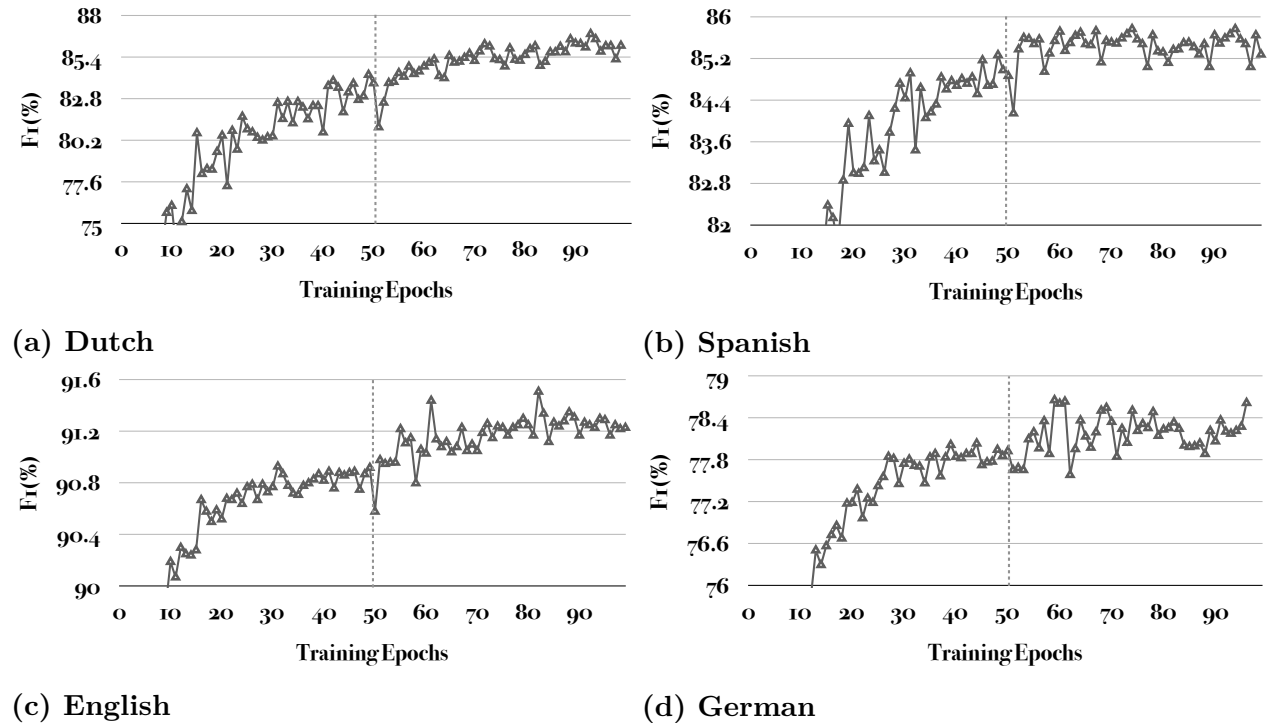 88
85.4
82.8
80.2
77.6
75
F1(%)
0 10 20 30 40 50 60 70 80 90
Training Epochs
(a) Dutch
86
85.2
84.4
83.6
82.8
82
F1(%)
0 10 20 30 40 50 60 70 80 90
Training Epochs
(b) Spanish
91.6
91.2
90.8
90.4
90
F1(%)
0 10 20 30 40 50 60 70 80 90
Training Epochs
(c) English
79
78.4
77.8
77.2
76.6
76
F1(%)
0 10 20 30 40 50 60 70 80 90
Training Epochs
(d) German